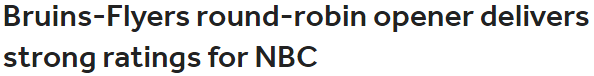 Bruins-Flyers round-robin opener delivers
strong ratings for NBC